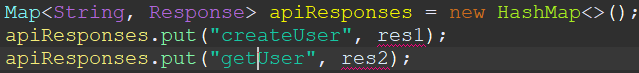 Map<String, Response> apiResponses = new HashMap<>();
apiResponses.put("createUser", res1);
apiResponses.put("getUser", res2);